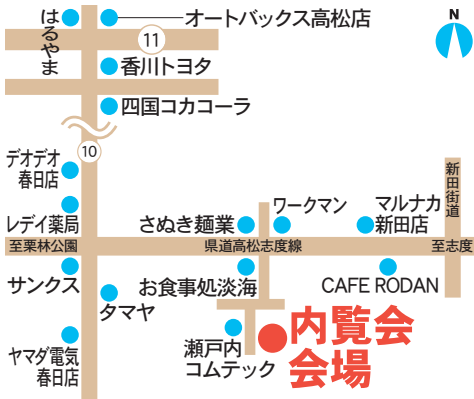 はるやま
オートバックス高松店
N
11
香川トヨタ
四国コカコーラ
10
デオデオ
春日店
レデイ薬局
さぬき麺業
ワークマン
マルナカ
新田店
新田街道
至栗林公園
県道高松志度線
至志度
サンクス
タマヤ
お食事処淡海
CAFE RODAN
ヤマダ電気
春日店
瀬戸内
コムテック
内覧会
会場